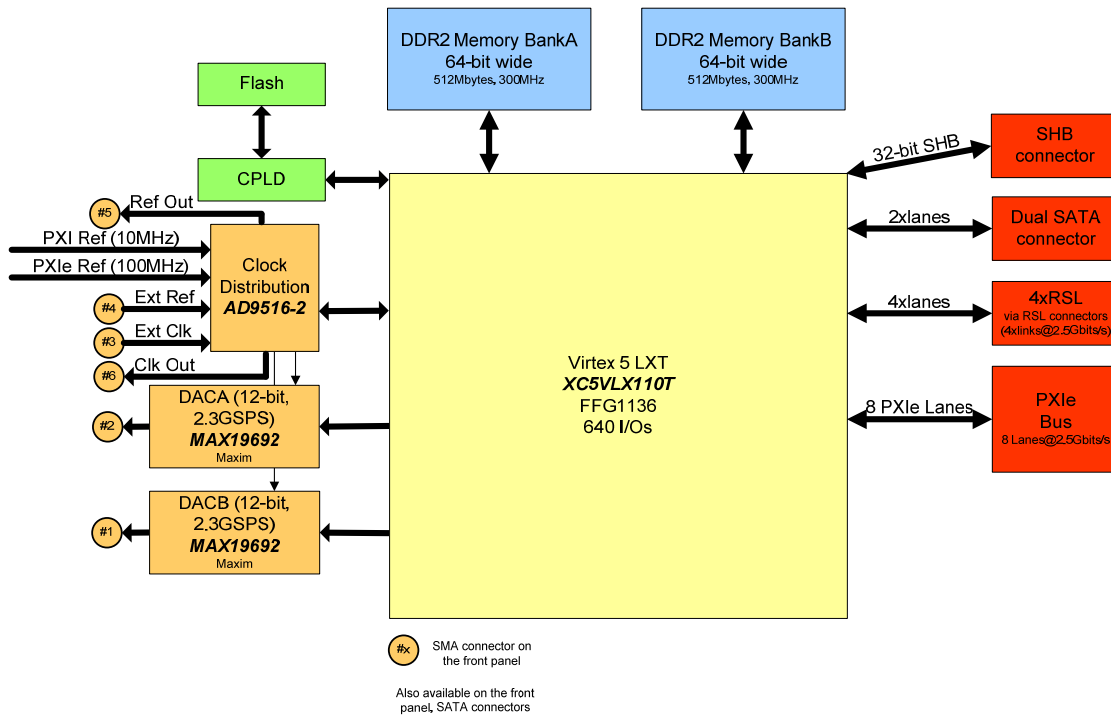 DDR2 Memory BankA
64-bit wide
512Mbytes, 300MHz
DDR2 Memory BankB
64-bit wide
512Mbytes, 300MHz
Flash
CPLD
32-bit SHB
SHB
connector
#5
Ref Out
PXI Ref (10MHz)
PXIe Ref (100MHz)
#4
Ext Ref
#3
Ext Clk
#6
Clk Out
Clock
Distribution
AD9516-2
2xlanes
Dual SATA
connector
4xlanes
4xRSL
via RSL connectors
(4xlinks@2.5Gbits/s)
Virtex 5 LXT
XC5VLX110T
FFG1136
640 I/Os
8 PXIe Lanes
PXIe
Bus
8 Lanes@2.5Gbits/s
#2
DACA (12-bit,
2.3GSPS)
MAX19692
Maxim
#1
DACB (12-bit,
2.3GSPS)
MAX19692
Maxim
#x
SMA connector on
the front panel
Also available on the front
panel, SATA connectors